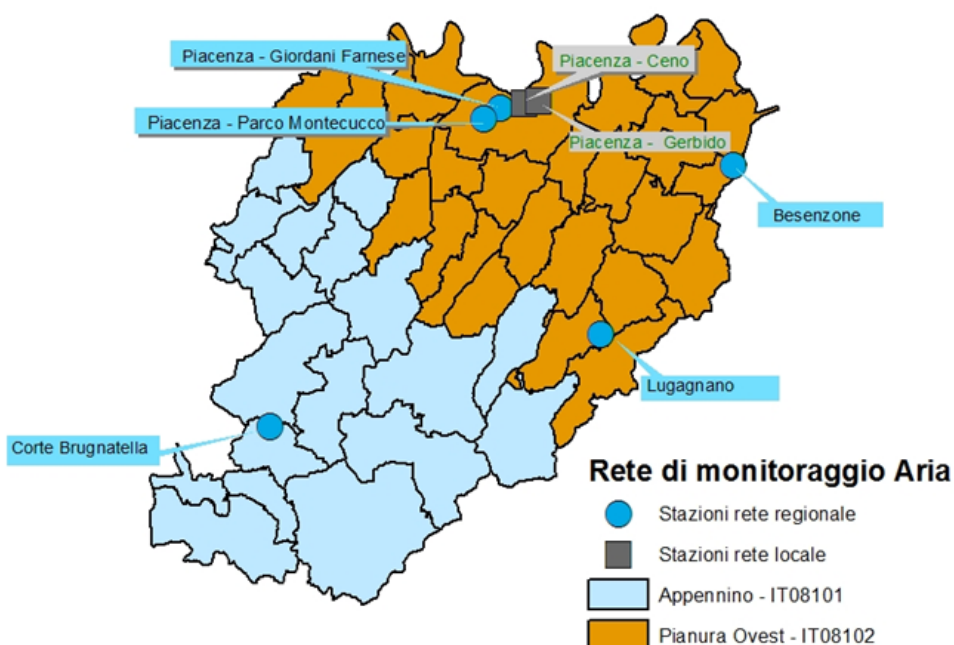 Piacenza - Giordani Farnese
Piacenza - Ceno
Piacenza - Parco Montecucco
Piacenza - Gerbido
Besenzone
Lugagnano
Corte Brugnatella
Rete di monitoraggio Aria
Stazioni rete regionale
Stazioni rete locale
Appennino - IT08101
Pianura Ovest - IT08102